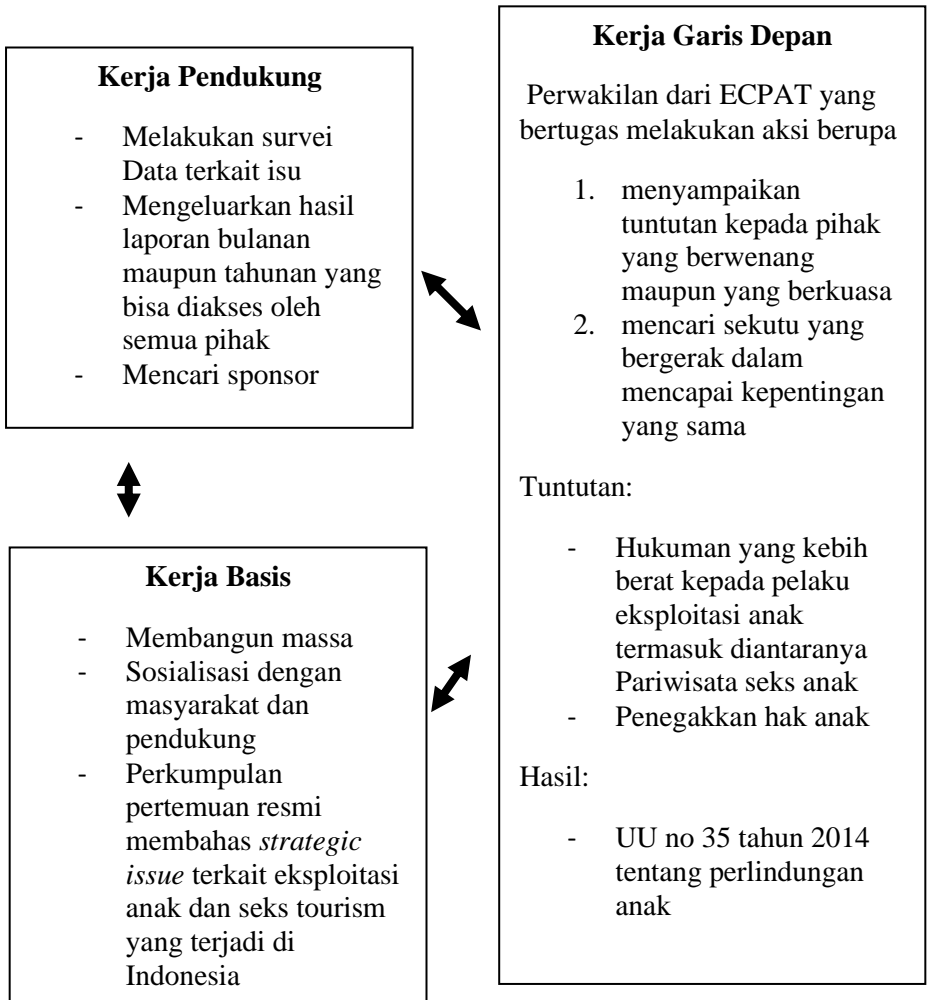 Kerja Pendukung
- Melakukan survei
Data terkait isu
- Mengeluarkan hasil
laporan bulanan
maupun tahunan yang
bisa diakses oleh
semua pihak
- Mencari sponsor
Kerja Basis
- Membangun massa
- Sosialisasi dengan
masyarakat dan
pendukung
- Perkumpulan
pertemuan resmi
membahas strategic
issue terkait eksploitasi
anak dan seks tourism
yang terjadi di
Indonesia
Kerja Garis Depan
Perwakilan dari ECPAT yang
bertugas melakukan aksi berupa
1. menyampaikan
tuntutan kepada pihak
yang berwenang
maupun yang berkuasa
2. mencari sekutu yang
bergerak dalam
mencapai kepentingan
yang sama
Tuntutan:
- Hukuman yang kebih
berat kepada pelaku
eksploitasi anak
termasuk diantaranya
Pariwisata seks anak
- Penegakkan hak anak
Hasil:
- UU no 35 tahun 2014
tentang perlindungan
anak